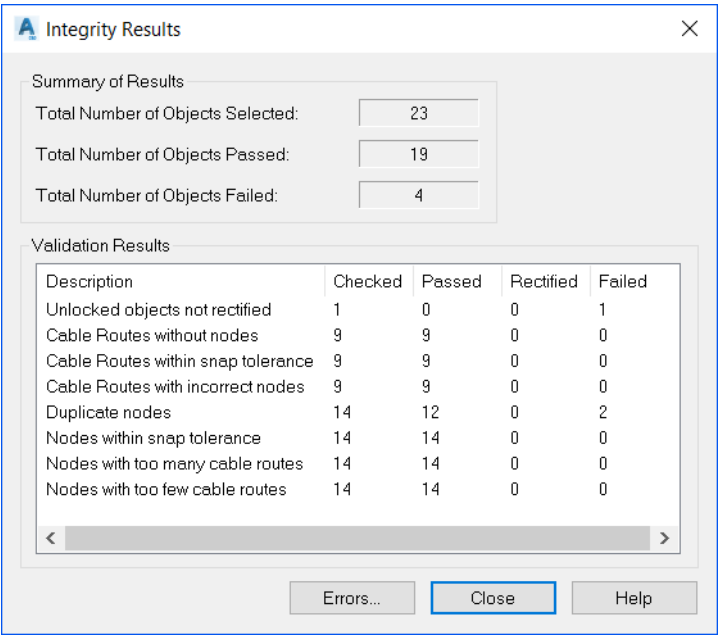 Integrity Results
Summary of Results
Total Number of Objects Selected: 23
Total Number of Objects Passed: 19
Total Number of Objects Failed: 4
Validation Results
Description Checked Passed Rectified Failed
Unlocked objects not rectified 1 0 0 1
Cable Routes without nodes 9 9 0 0
Cable Routes within snap tolerance 9 9 0 0
Cable Routes with incorrect nodes 9 9 0 0
Duplicate nodes 14 12 0 2
Nodes within snap tolerance 14 14 0 0
Nodes with too many cable routes 14 14 0 0
Nodes with too few cable routes 14 14 0 0
Errors... Close Help